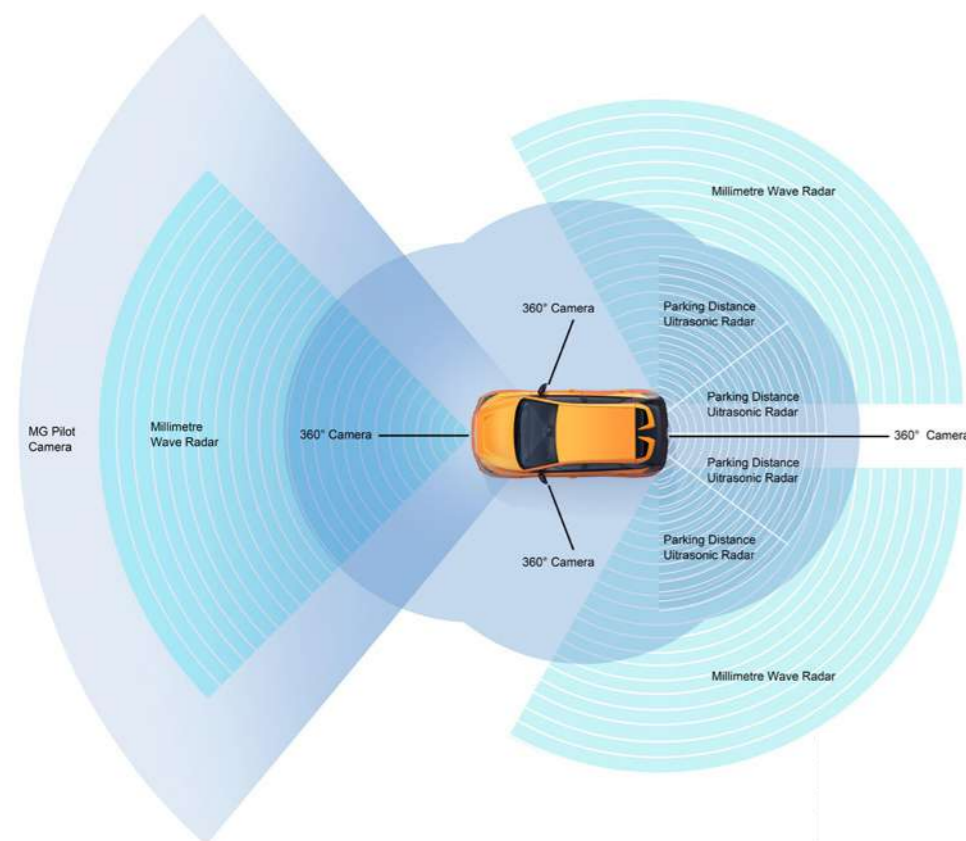 Millimetre Wave Radar
Parking Distance
Uitrasonic Radar
360° Camera
Parking Distance
Uitrasonic Radar
MG Pilot
Camera
Millimetre
Wave Radar
360° Camera
360° Camera
Parking Distance
Uitrasonic Radar
Parking Distance
Uitrasonic Radar
360° Camera
Millimetre Wave Radar